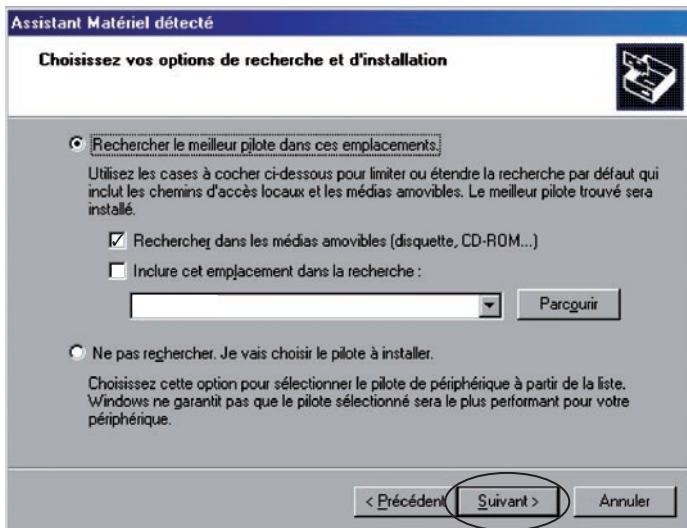 Assistant Matériel détecté
Choisissez vos options de recherche et d'installation
Rechercher le meilleur pilote dans ces emplacements.
Utilisez les cases à cocher ci-dessous pour limiter ou étendre la recherche par défaut qui
inclut les chemins d'accès locaux et les médias amovibles. Le meilleur pilote trouvé sera
installé.
Rechercher dans les médias amovibles (disquette, CD-ROM...)
Inclure cet emplacement dans la recherche :
Parcourir
Ne pas rechercher. Je vais choisir le pilote à installer.
Choisissez cette option pour sélectionner le pilote de périphérique à partir de la liste.
Windows ne garantit pas que le pilote sélectionné sera le plus performant pour votre
périphérique.
< Précédent Suivant > Annuler